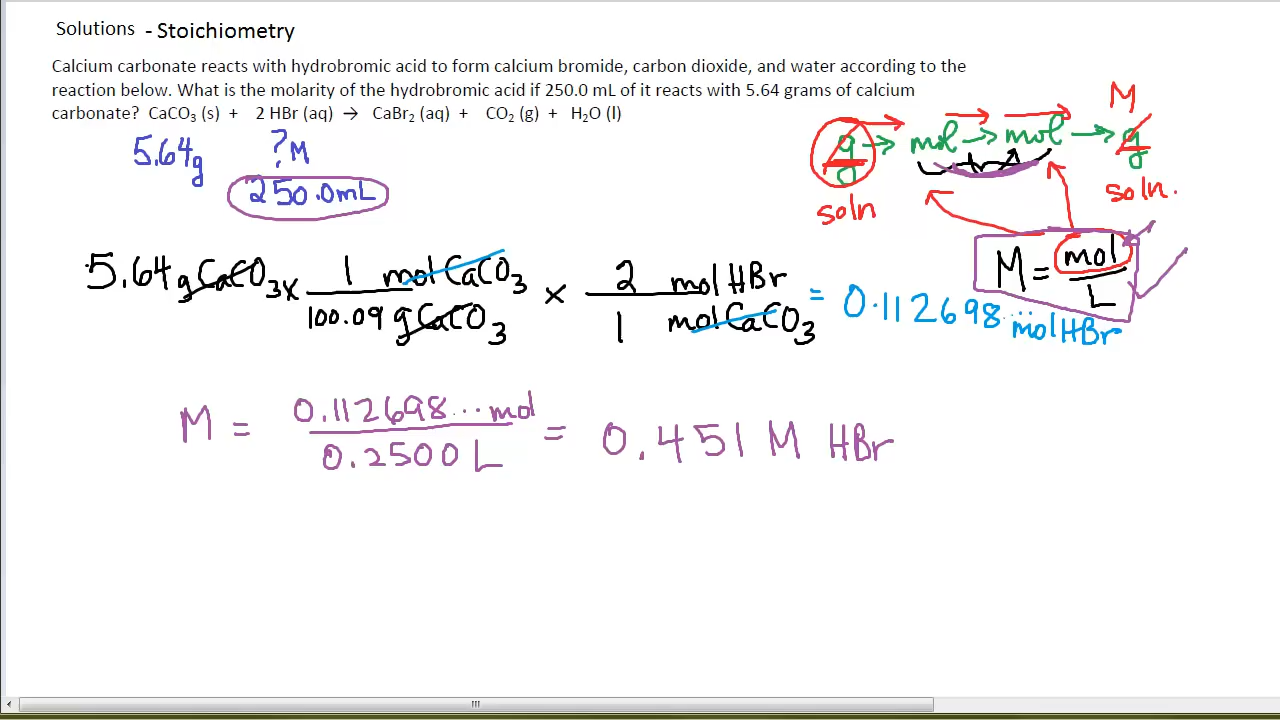 Solutions - Stoichiometry
Calcium carbonate reacts with hydrobromic acid to form calcium bromide, carbon dioxide, and water according to the
reaction below. What is the molarity of the hydrobromic acid if 250.0 mL of it reacts with 5.64 grams of calcium
carbonate? CaCO₃ (s) + 2 HBr (aq) → CaBr₂ (aq) + CO₂ (g) + H₂O (l)
5.64g ?M
250.0mL
M
g → mol → mol → g
g
soln soln.
M = mol
L
5.64 g CaCO₃ x 1 mol CaCO₃ x 2 mol HBr = 0.112698... mol HBr
100.09 g CaCO₃ 1 mol CaCO₃
M = 0.112698... mol = 0.451 M HBr
0.2500 L